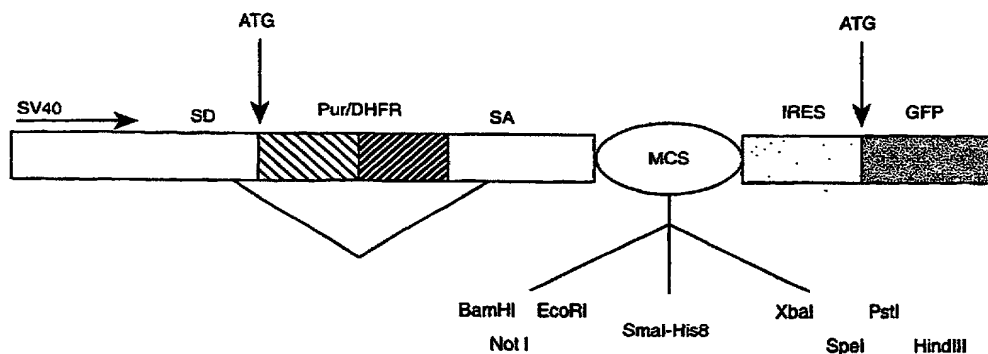 ATG ATG
SV40 SD Pur/DHFR SA IRES GFP
MCS
BamHI EcoRI SmaI-His8 XbaI PstI
Not I SpeI HindIII